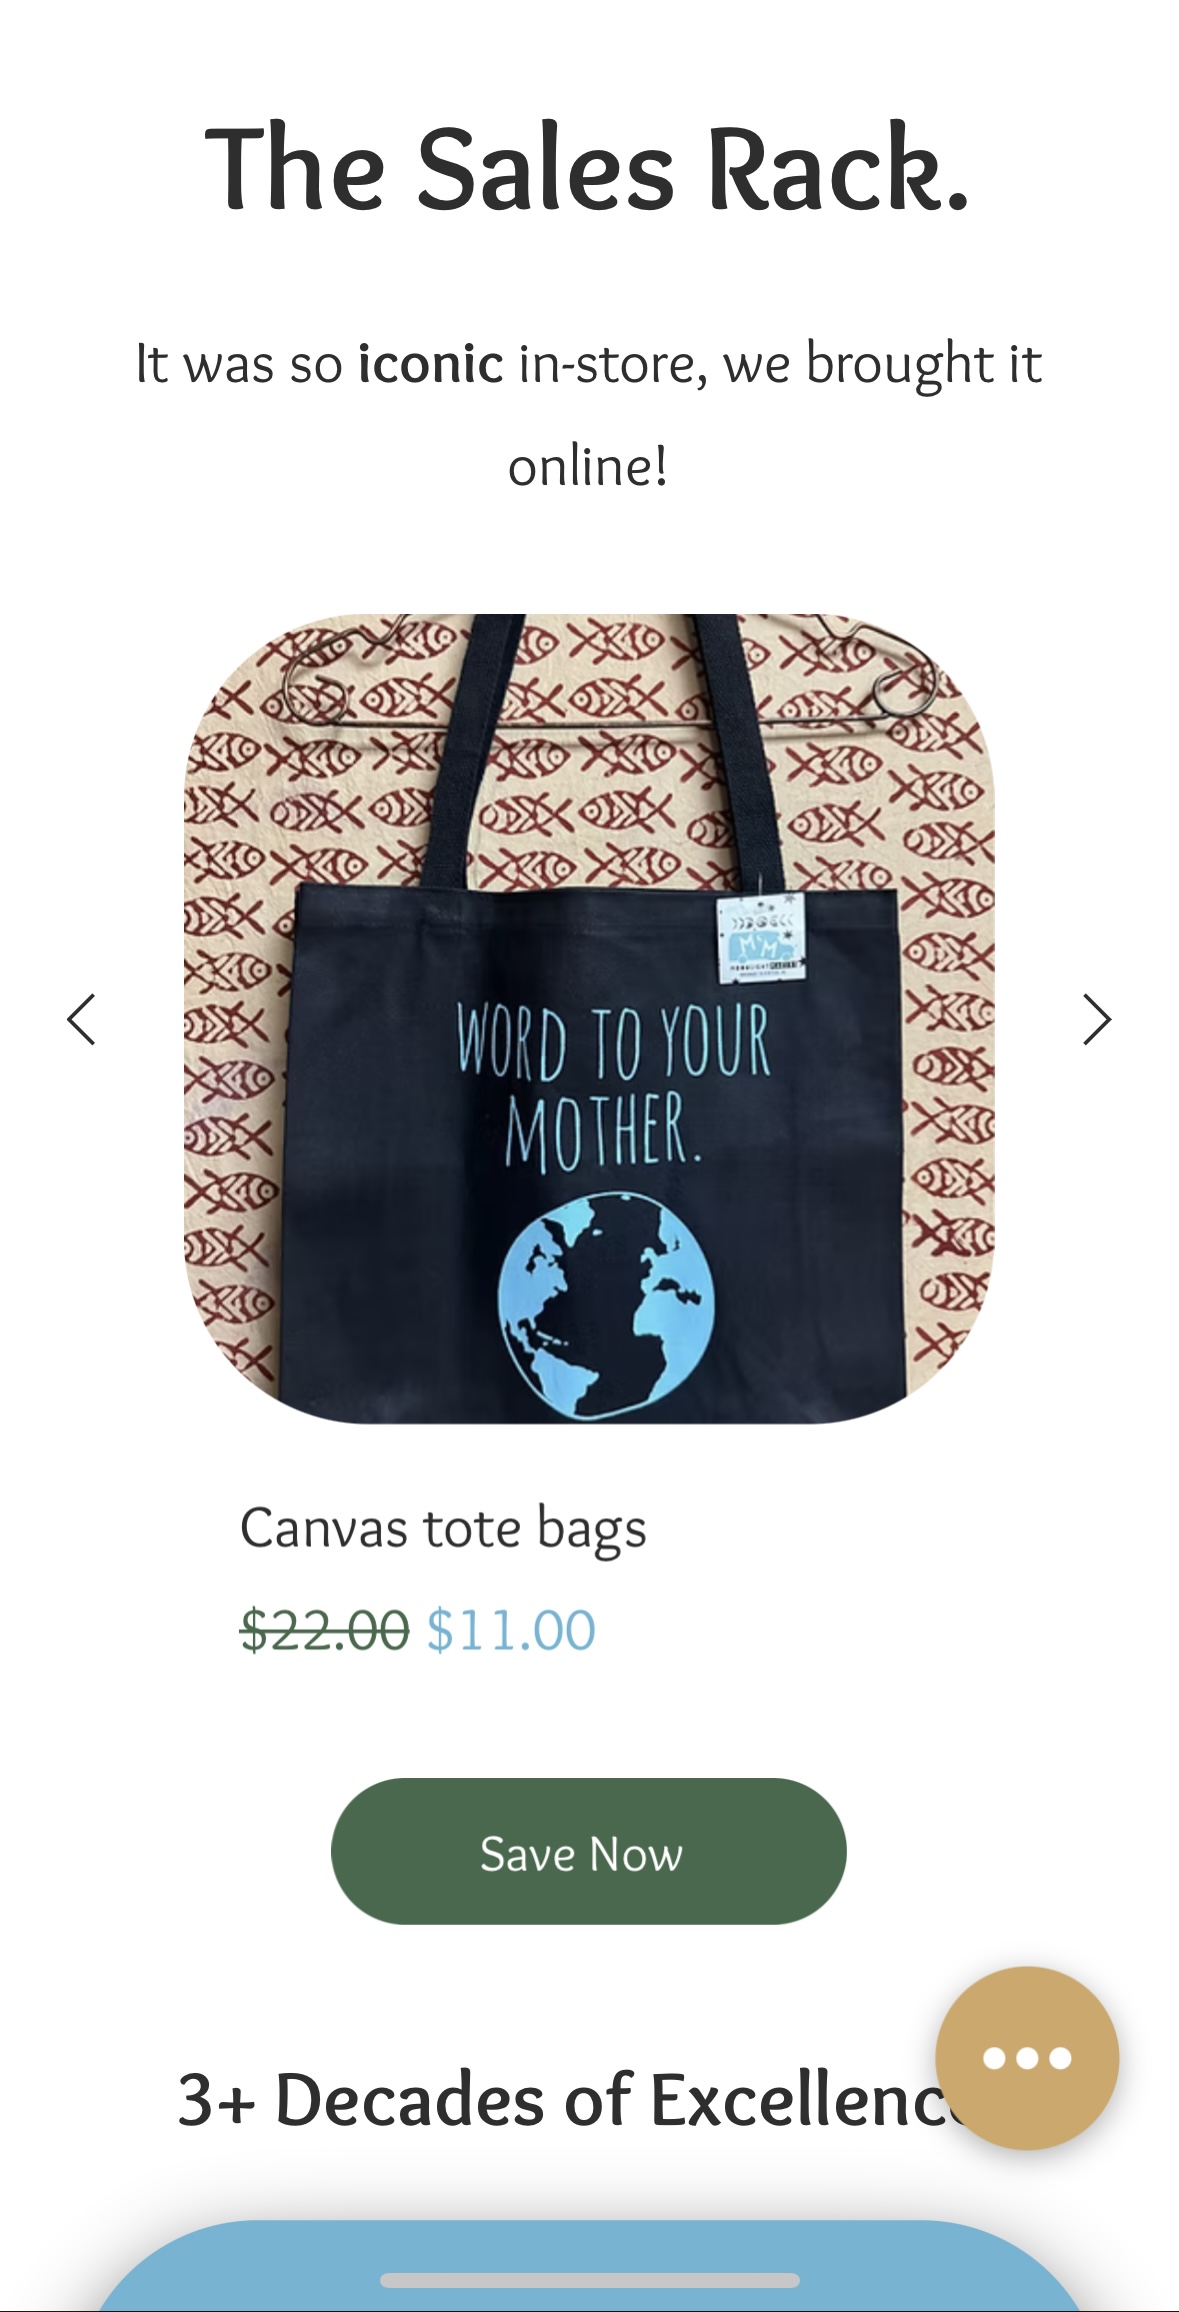 The Sales Rack.
It was so iconic in-store, we brought it
online!
M M
WORD TO YOUR
MOTHER.
Canvas tote bags
$22.00 $11.00
Save Now
3+ Decades of Excellenc